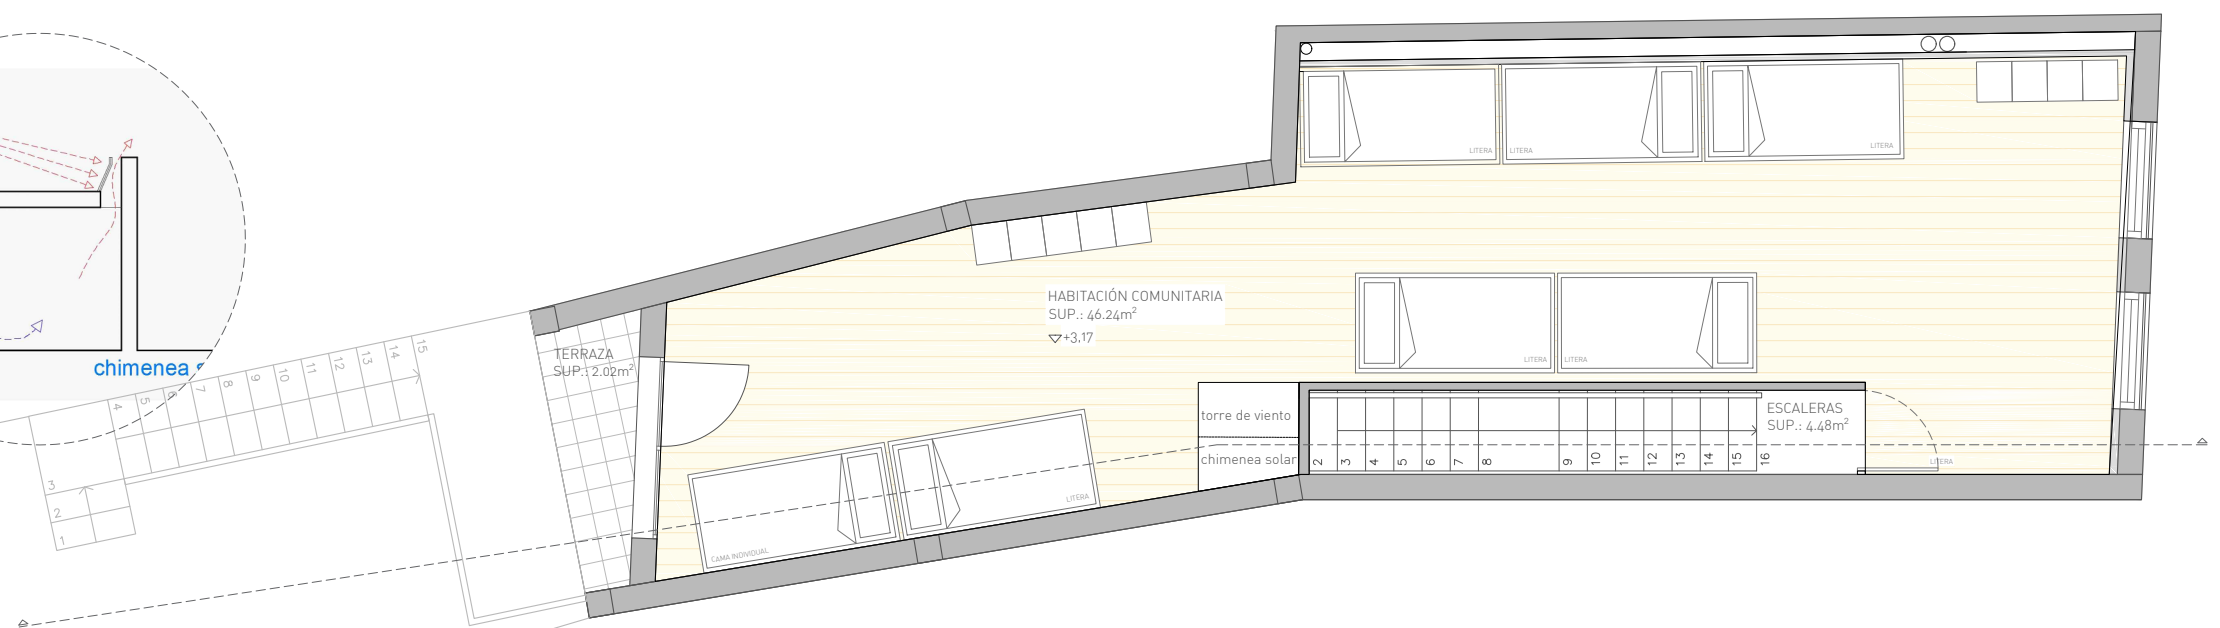 chimenea s
1
2
3
4
5
6
7
8
9
10
11
12
13
14
15
TERRAZA
SUP.: 2.02m²
HABITACIÓN COMUNITARIA
SUP.: 46.24m²
+3,17
LITERA
LITERA
LITERA
LITERA
LITERA
CAMA INDIVIDUAL
LITERA
torre de viento
chimenea solar
2
3
4
5
6
7
8
9
10
11
12
13
14
15
16
ESCALERAS
SUP.: 4.48m²
LITERA